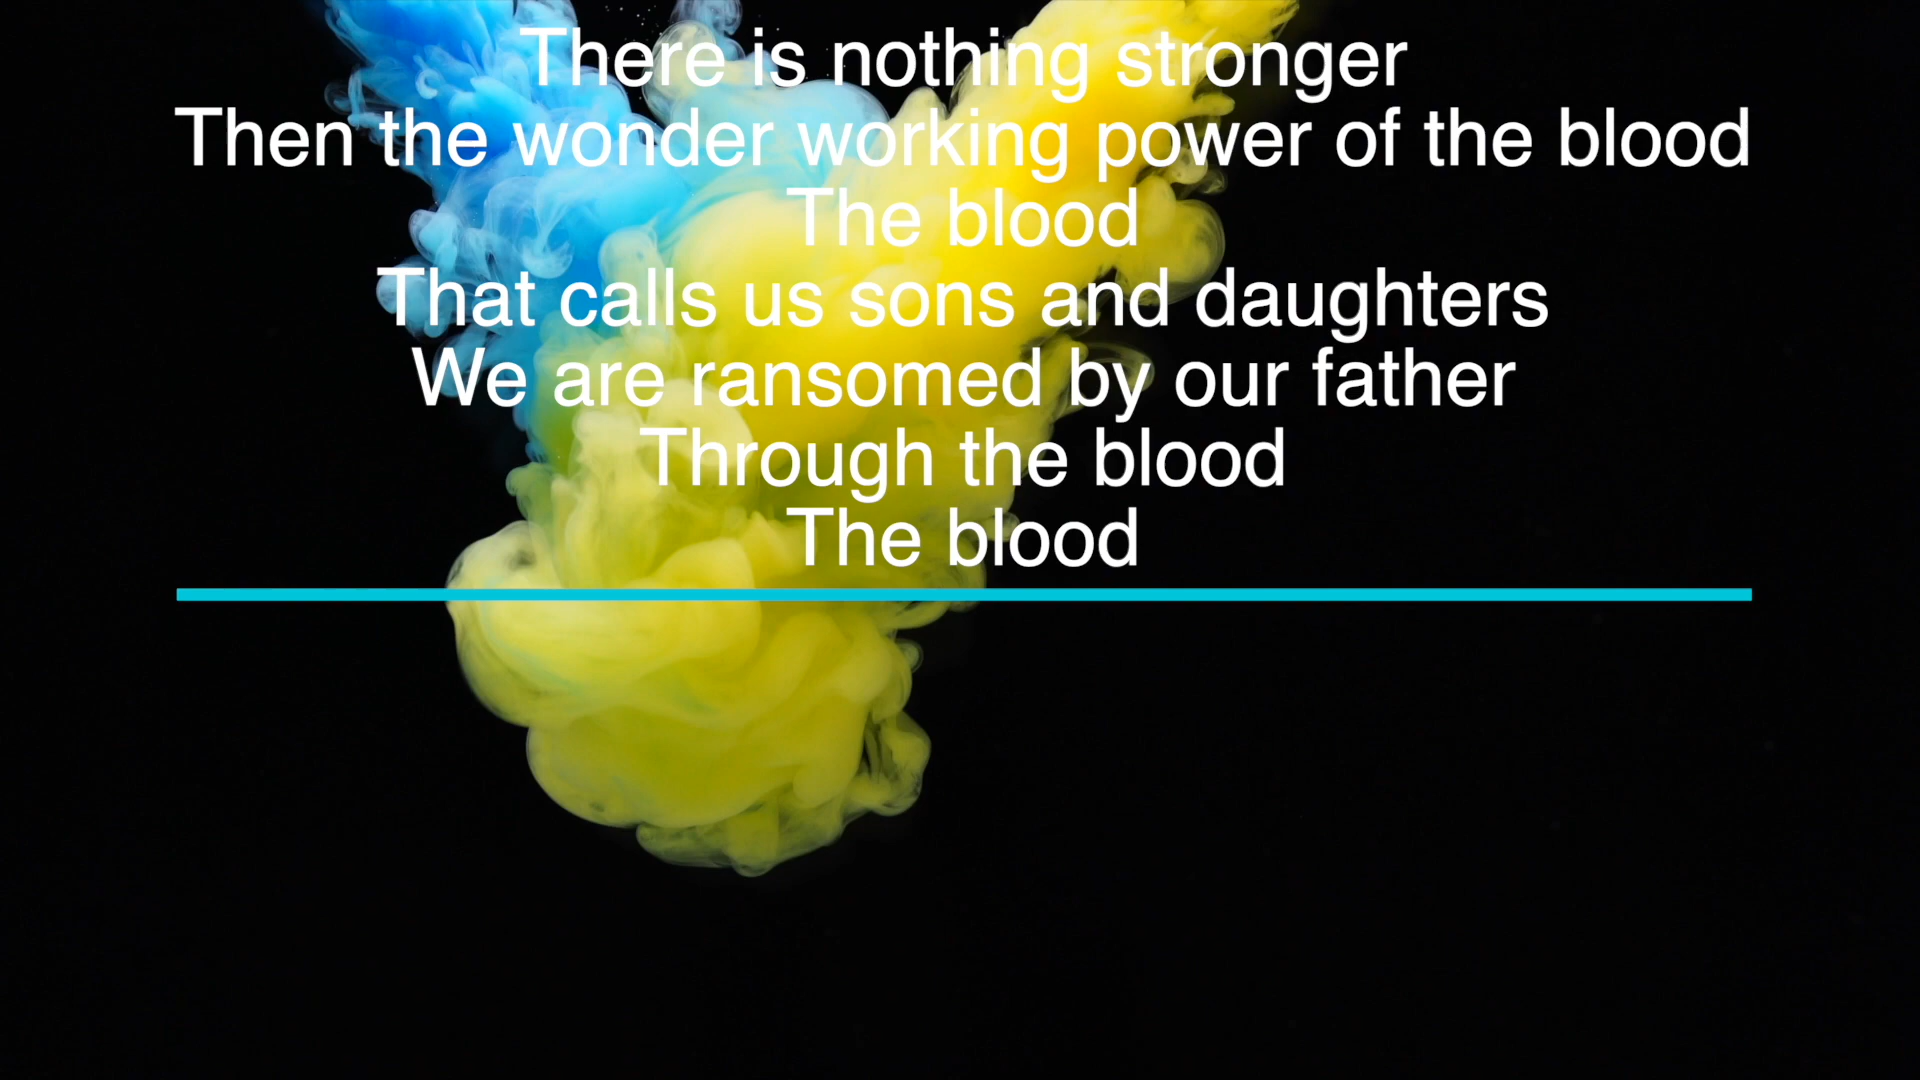 There is nothing stronger
Then the wonder working power of the blood
The blood
That calls us sons and daughters
We are ransomed by our father
Through the blood
The blood